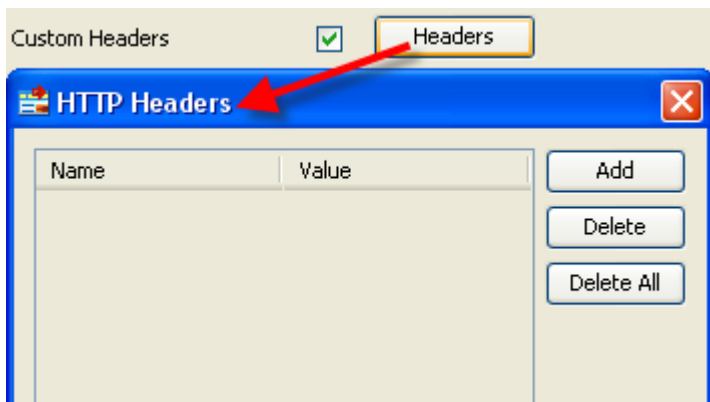 Custom Headers Headers
HTTP Headers
Name Value Add
Delete
Delete All